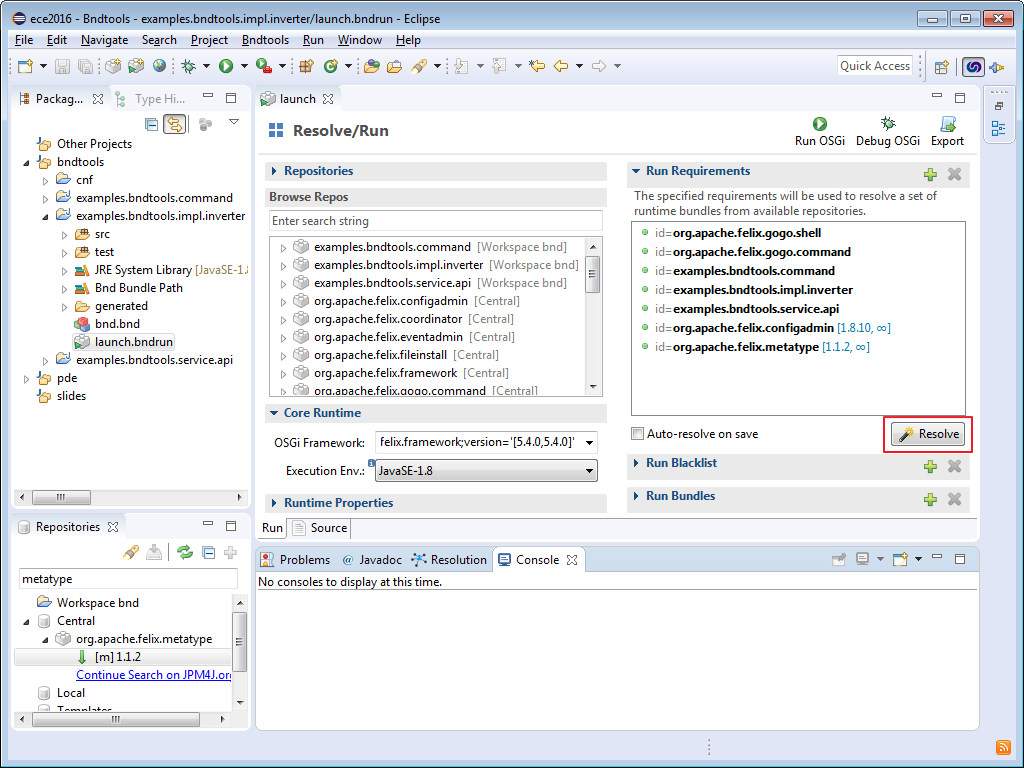 ece2016 - Bndtools - examples.bndtools.impl.inverter/launch.bndrun - Eclipse
File Edit Navigate Search Project Bndtools Run Window Help
Quick Access
Packag...
Type Hi...
Other Projects
bndtools
cnf
examples.bndtools.command
examples.bndtools.impl.inverter
src
test
JRE System Library [JavaSE-1.
Bnd Bundle Path
generated
bnd.bnd
launch.bndrun
examples.bndtools.service.api
pde
slides
Repositories
metatype
Workspace bnd
Central
org.apache.felix.metatype
[m] 1.1.2
Continue Search on JPM4J.or
Local
Templates
launch
Resolve/Run
Run OSGi
Debug OSGi
Export
Repositories
Browse Repos
Enter search string
examples.bndtools.command [Workspace bnd]
examples.bndtools.impl.inverter [Workspace bnd]
examples.bndtools.service.api [Workspace bnd]
org.apache.felix.configadmin [Central]
org.apache.felix.coordinator [Central]
org.apache.felix.eventadmin [Central]
org.apache.felix.fileinstall [Central]
org.apache.felix.framework [Central]
org.apache.felix.gogo.command [Central]
Core Runtime
OSGi Framework: felix.framework;version='[5.4.0,5.4.0]'
Execution Env.: JavaSE-1.8
Runtime Properties
Run Requirements
The specified requirements will be used to resolve a set of
runtime bundles from available repositories.
id=org.apache.felix.gogo.shell
id=org.apache.felix.gogo.command
id=examples.bndtools.command
id=examples.bndtools.impl.inverter
id=examples.bndtools.service.api
id=org.apache.felix.configadmin [1.8.10, ∞]
id=org.apache.felix.metatype [1.1.2, ∞]
Auto-resolve on save
Resolve
Run Blacklist
Run Bundles
Run
Source
Problems
@ Javadoc
Resolution
Console
No consoles to display at this time.